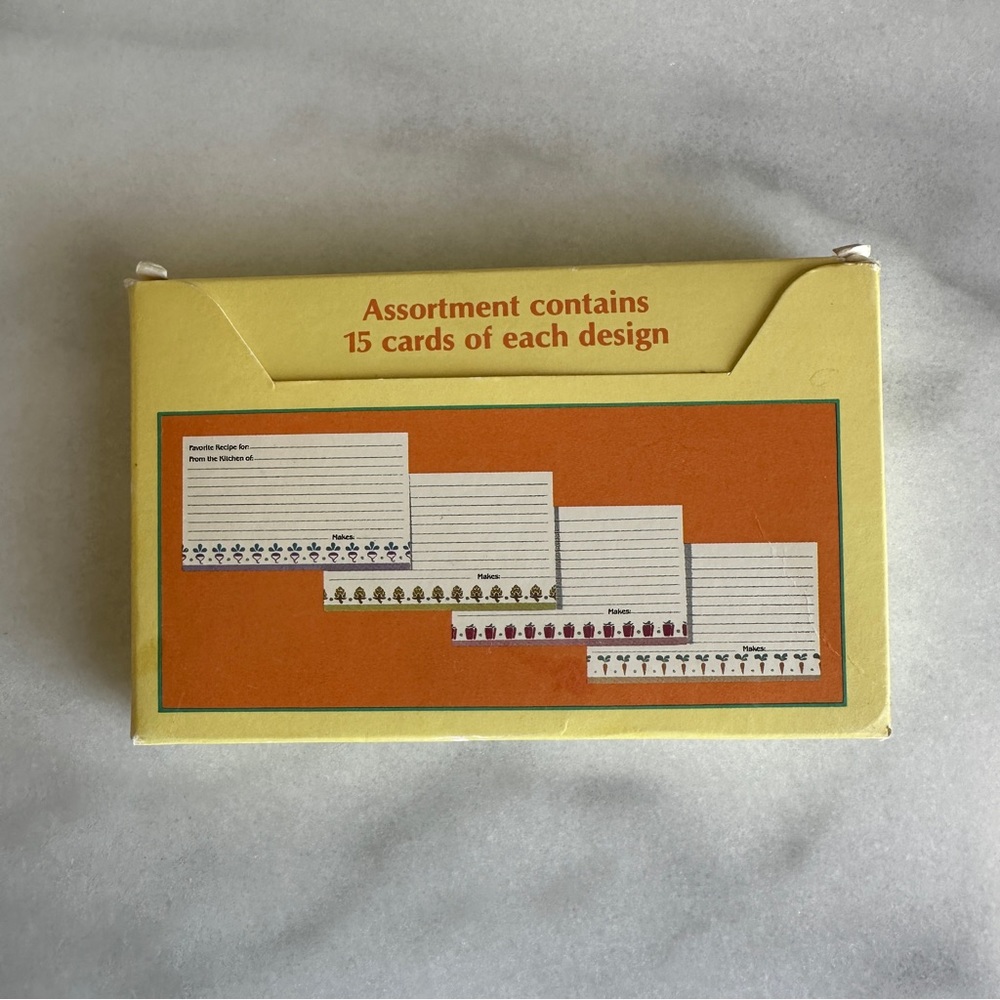 Assortment contains
15 cards of each design
Favorite Recipe for:
From the Kitchen of:
Makes:
Makes:
Makes:
Makes: